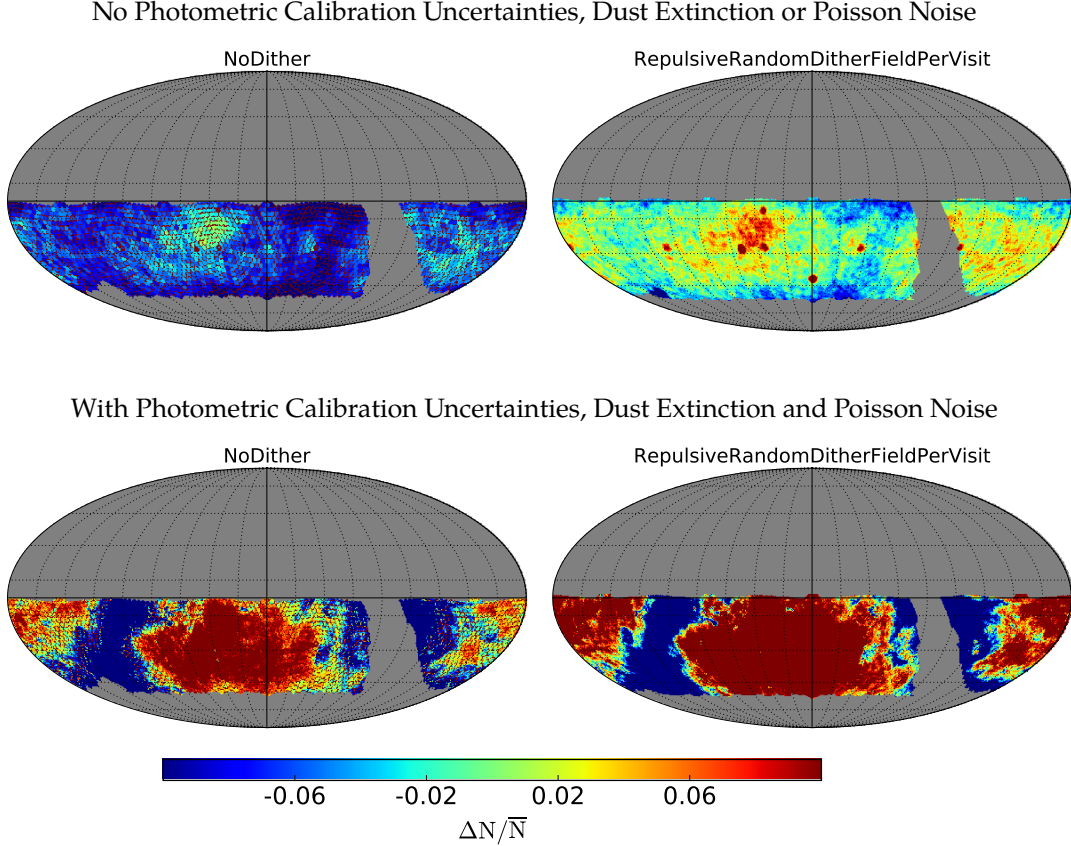 No Photometric Calibration Uncertainties, Dust Extinction or Poisson Noise
NoDither
RepulsiveRandomDitherFieldPerVisit
With Photometric Calibration Uncertainties, Dust Extinction and Poisson Noise
NoDither
RepulsiveRandomDitherFieldPerVisit
-0.06 -0.02 0.02 0.06
ΔN/N̅